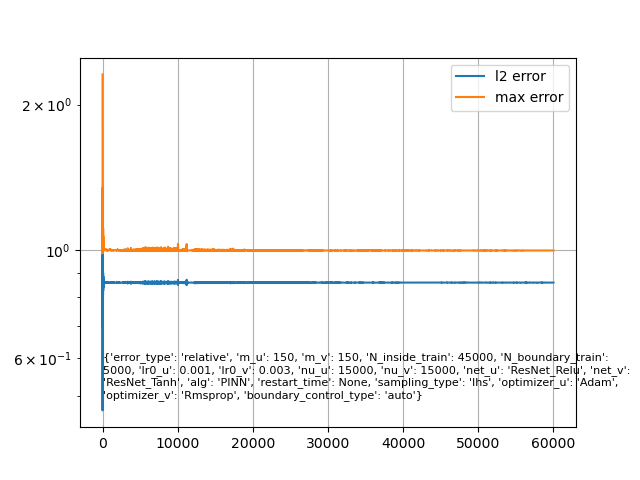 l2 error
max error
2 × 10⁰
10⁰
6 × 10⁻¹
{'error_type': 'relative', 'm_u': 150, 'm_v': 150, 'N_inside_train': 45000, 'N_boundary_train':
5000, 'lr0_u': 0.001, 'lr0_v': 0.003, 'nu_u': 15000, 'nu_v': 15000, 'net_u': 'ResNet_Relu', 'net_v':
'ResNet_Tanh', 'alg': 'PINN', 'restart_time': None, 'sampling_type': 'lhs', 'optimizer_u': 'Adam',
'optimizer_v': 'Rmsprop', 'boundary_control_type': 'auto'}
0 10000 20000 30000 40000 50000 60000